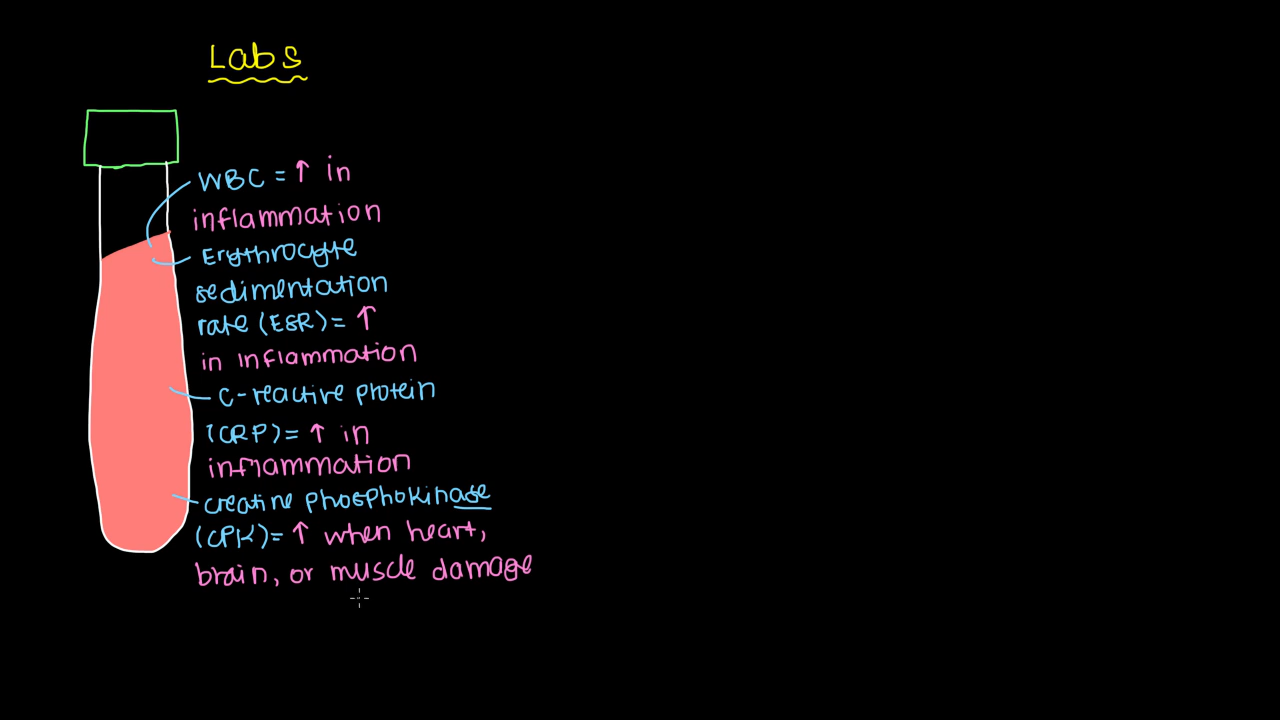 Labs
WBC = ↑ in
inflammation
Erythrocyte
sedimentation
rate (ESR) = ↑
in inflammation
C-reactive protein
(CRP) = ↑ in
inflammation
creatine phosphokinase
(CPK) = ↑ when heart,
brain, or muscle damage